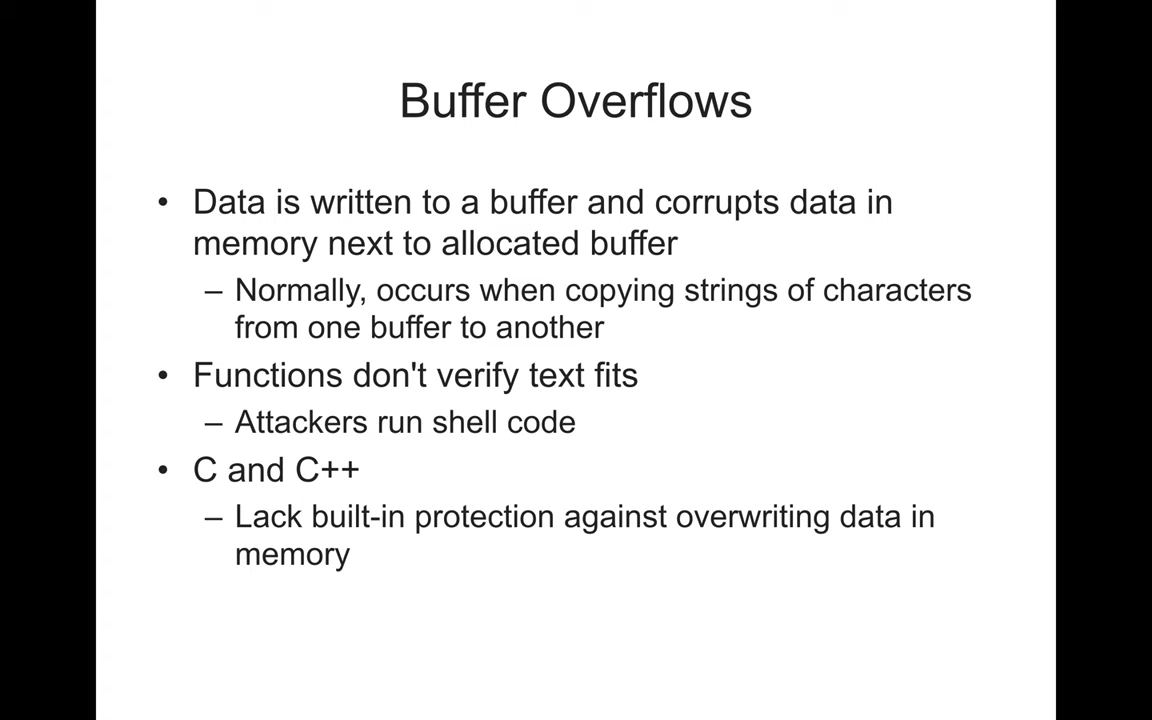 Buffer Overflows
• Data is written to a buffer and corrupts data in
memory next to allocated buffer
– Normally, occurs when copying strings of characters
from one buffer to another
• Functions don't verify text fits
– Attackers run shell code
• C and C++
– Lack built-in protection against overwriting data in
memory